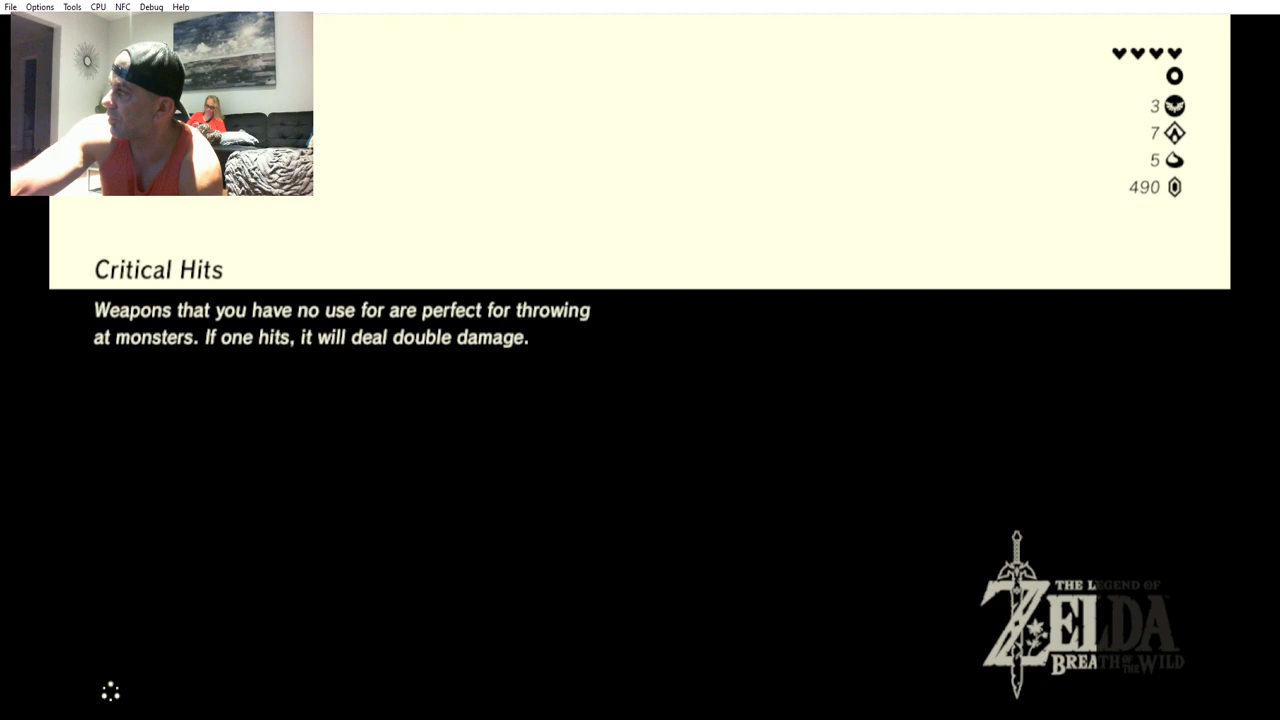 File Options Tools CPU NFC Debug Help
3
7
5
490
Critical Hits
Weapons that you have no use for are perfect for throwing
at monsters. If one hits, it will deal double damage.
THE LEGEND OF
ZELDA
BREATH OF THE WILD